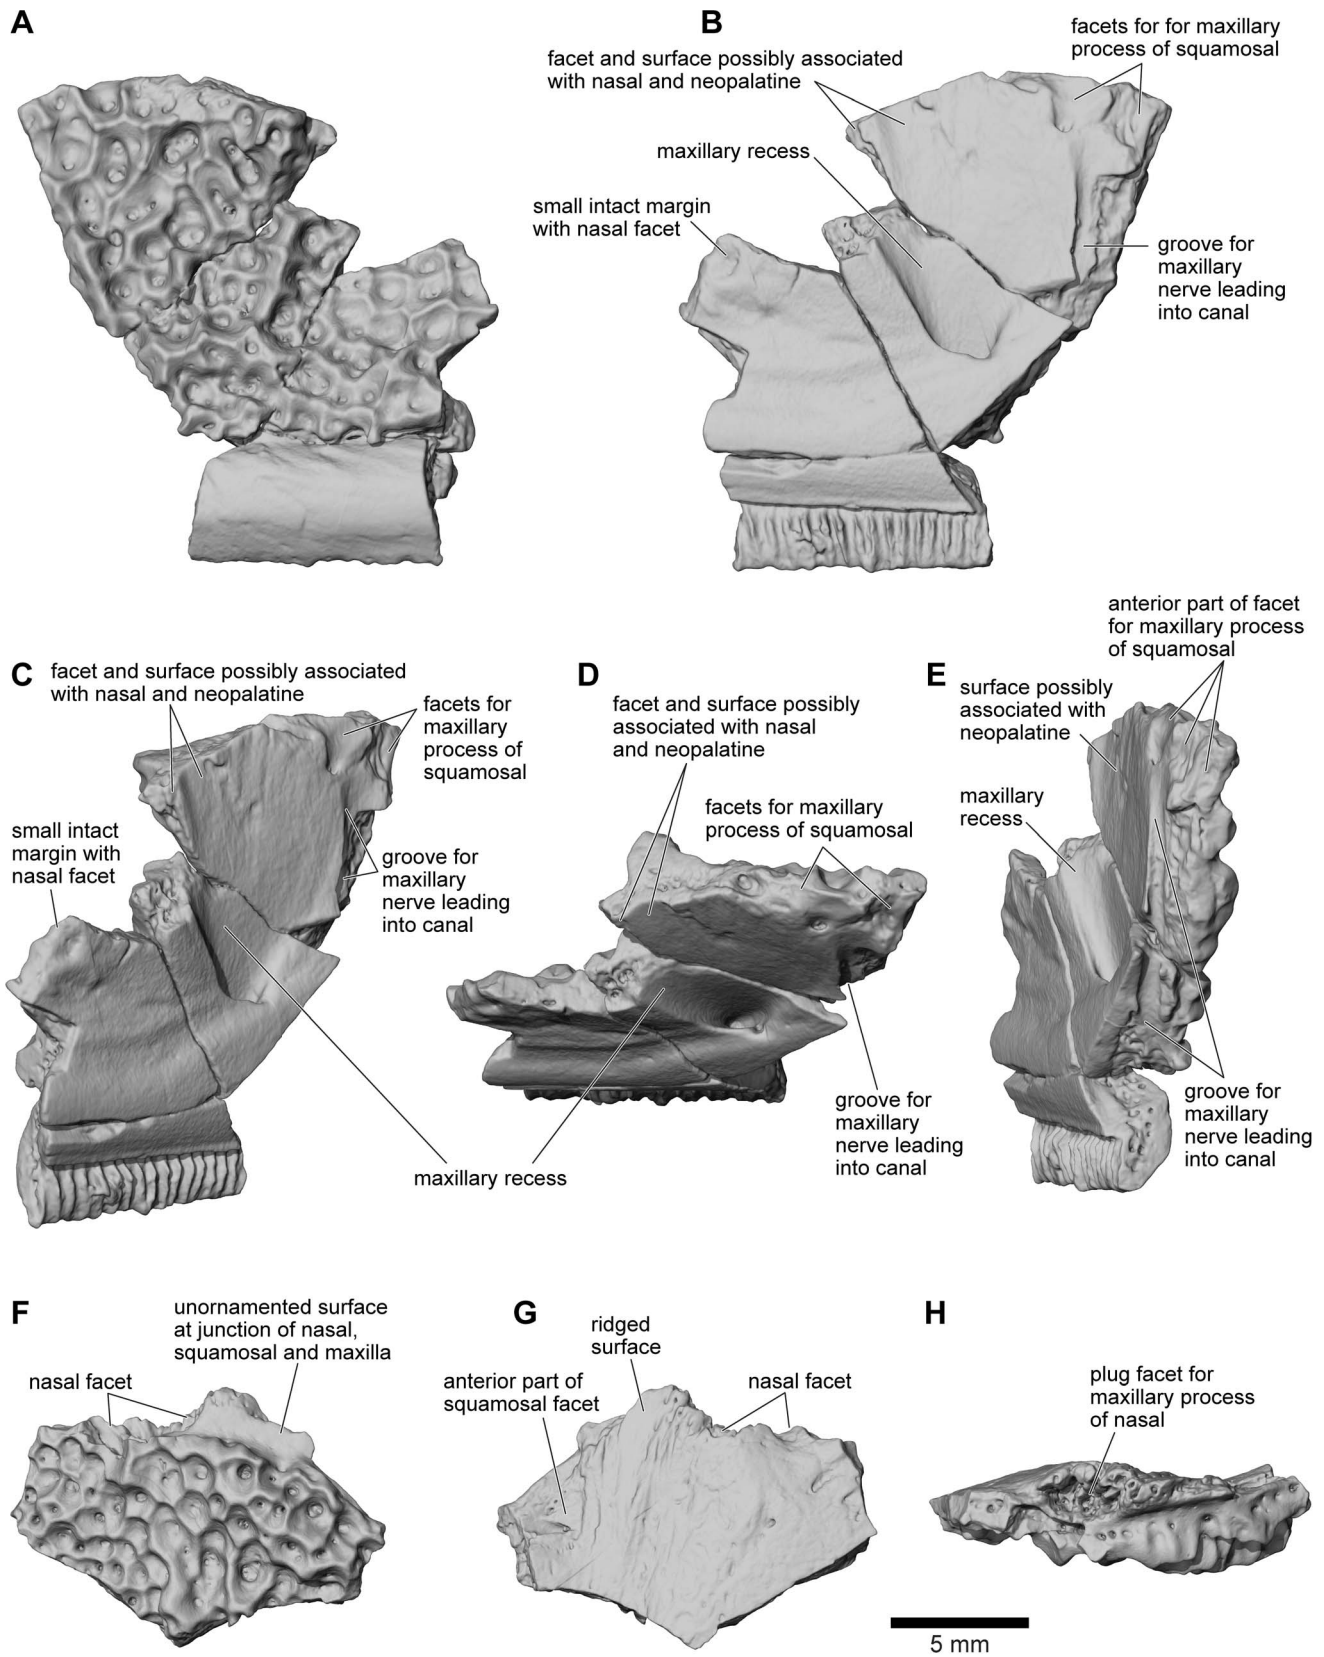 A
B
facets for for maxillary
process of squamosal
facet and surface possibly associated
with nasal and neopalatine
maxillary recess
small intact margin
with nasal facet
groove for
maxillary
nerve leading
into canal
C
facet and surface possibly associated
with nasal and neopalatine
facets for
maxillary
process of
squamosal
small intact
margin with
nasal facet
groove for
maxillary
nerve leading
into canal
D
facet and surface possibly
associated with nasal
and neopalatine
facets for maxillary
process of squamosal
groove for
maxillary
nerve leading
into canal
maxillary recess
E
anterior part of facet
for maxillary process
of squamosal
surface possibly
associated with
neopalatine
maxillary
recess
groove for
maxillary
nerve leading
into canal
F
unornamented surface
at junction of nasal,
squamosal and maxilla
nasal facet
G
ridged
surface
anterior part of
squamosal facet
nasal facet
H
plug facet for
maxillary process
of nasal
5 mm